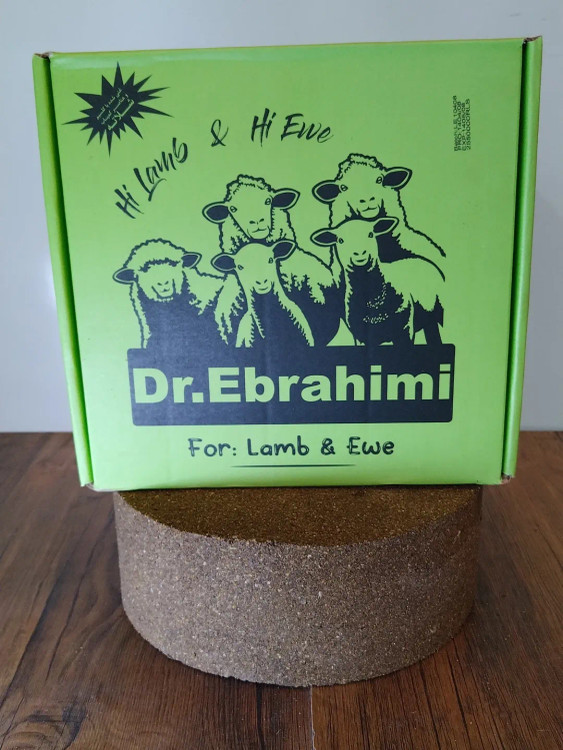 Hi Lamb & Hi Ewe
Dr.Ebrahimi
For: Lamb & Ewe